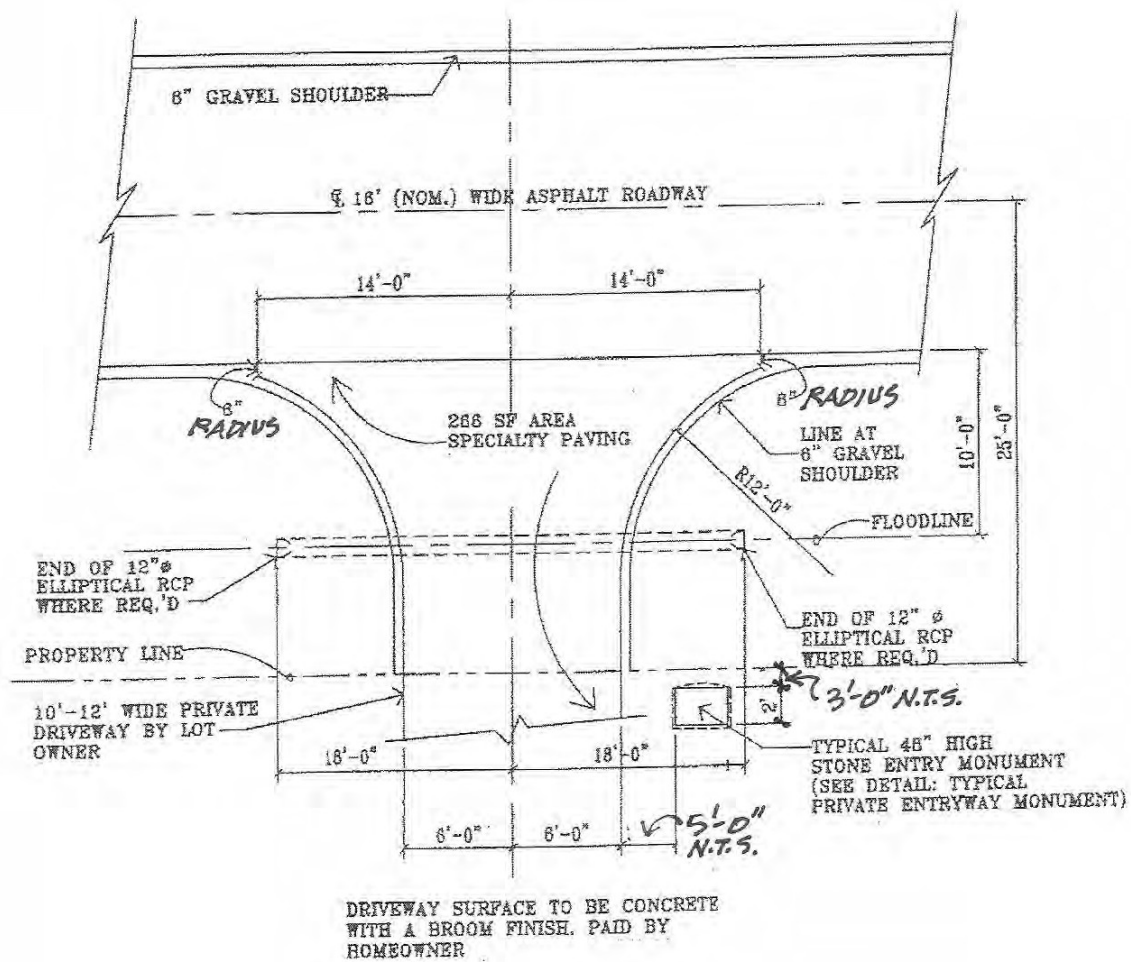 6" GRAVEL SHOULDER
℄ 16' (NOM.) WIDE ASPHALT ROADWAY
14'-0"
14'-0"
6"
RADIUS
6" RADIUS
266 SF AREA
SPECIALTY PAVING
LINE AT
6" GRAVEL
SHOULDER
R12'-0"
10'-0"
25'-0"
FLOODLINE
END OF 12"ø
ELLIPTICAL RCP
WHERE REQ.'D
END OF 12" ø
ELLIPTICAL RCP
WHERE REQ.'D
PROPERTY LINE
3'-0" N.T.S.
2'
10'-12' WIDE PRIVATE
DRIVEWAY BY LOT
OWNER
18'-0"
18'-0"
TYPICAL 48" HIGH
STONE ENTRY MONUMENT
(SEE DETAIL: TYPICAL
PRIVATE ENTRYWAY MONUMENT)
6'-0"
6'-0"
5'-0"
N.T.S.
DRIVEWAY SURFACE TO BE CONCRETE
WITH A BROOM FINISH. PAID BY
HOMEOWNER